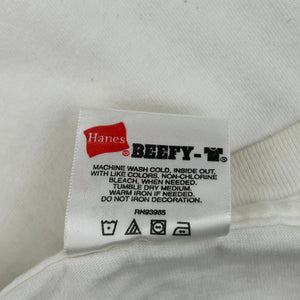 Hanes
® BEEFY-T®
MACHINE WASH COLD, INSIDE OUT,
WITH LIKE COLORS. NON-CHLORINE
BLEACH, WHEN NEEDED.
TUMBLE DRY MEDIUM.
WARM IRON IF NEEDED.
DO NOT IRON DECORATION.
RN93985